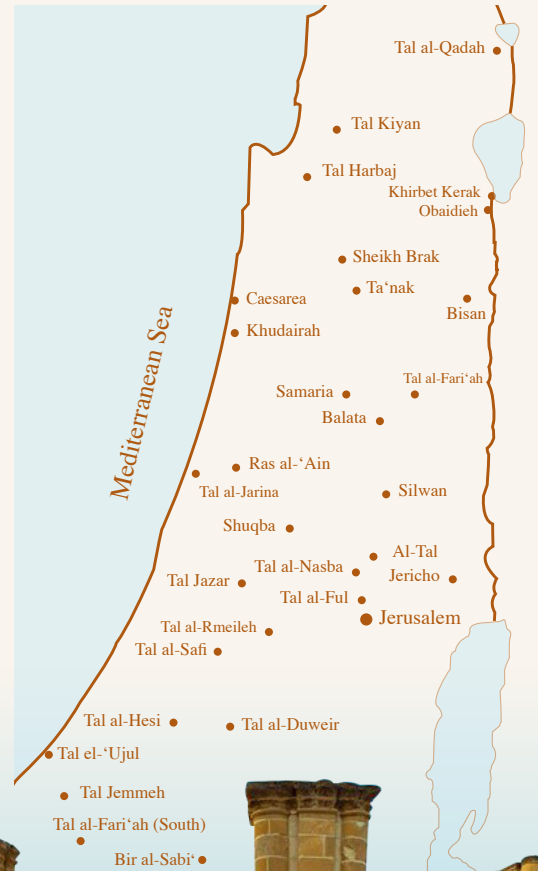 Tal al-Qadah
Tal Kiyan
Tal Harbaj
Khirbet Kerak
Obaidieh
Sheikh Brak
Ta‘nak
Caesarea
Bisan
Khudairah
Mediterranean Sea
Tal al-Fari‘ah
Samaria
Balata
Ras al-‘Ain
Tal al-Jarina
Silwan
Shuqba
Al-Tal
Tal al-Nasba
Jericho
Tal Jazar
Tal al-Ful
Jerusalem
Tal al-Rmeileh
Tal al-Safi
Tal al-Hesi
Tal al-Duweir
Tal el-‘Ujul
Tal Jemmeh
Tal al-Fari‘ah (South)
Bir al-Sabi‘